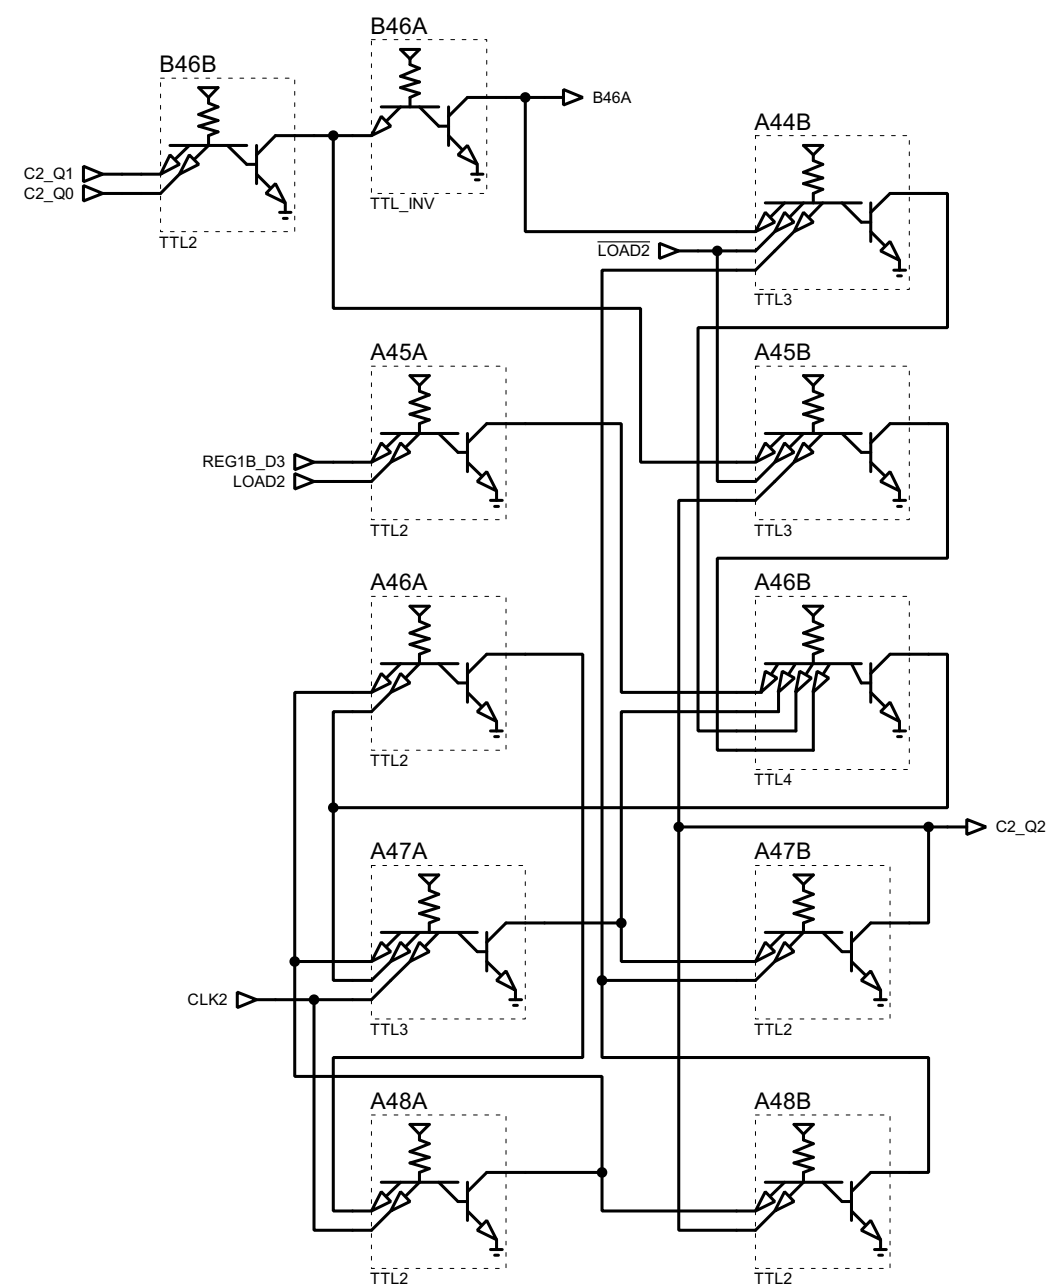 B46A
B46B
B46A
A44B
C2_Q1
C2_Q0
TTL_INV
TTL2
LOAD2
TTL3
A45A
A45B
REG1B_D3
LOAD2
TTL2
TTL3
A46A
A46B
TTL2
TTL4
C2_Q2
A47A
A47B
CLK2
TTL3
TTL2
A48A
A48B
TTL2
TTL2